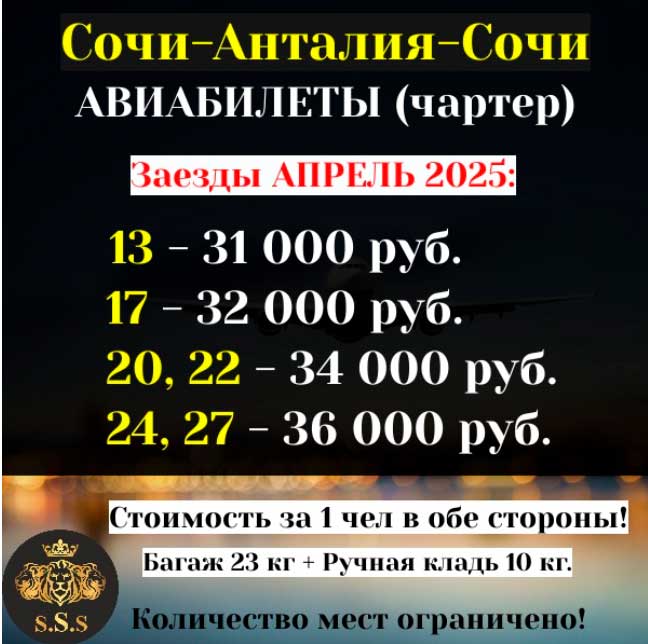 Сочи-Анталия-Сочи
АВИАБИЛЕТЫ (чартер)
Заезды АПРЕЛЬ 2025:
13 - 31 000 руб.
17 - 32 000 руб.
20, 22 - 34 000 руб.
24, 27 - 36 000 руб.
Стоимость за 1 чел в обе стороны!
Багаж 23 кг + Ручная кладь 10 кг.
s.S.s
Количество мест ограничено!